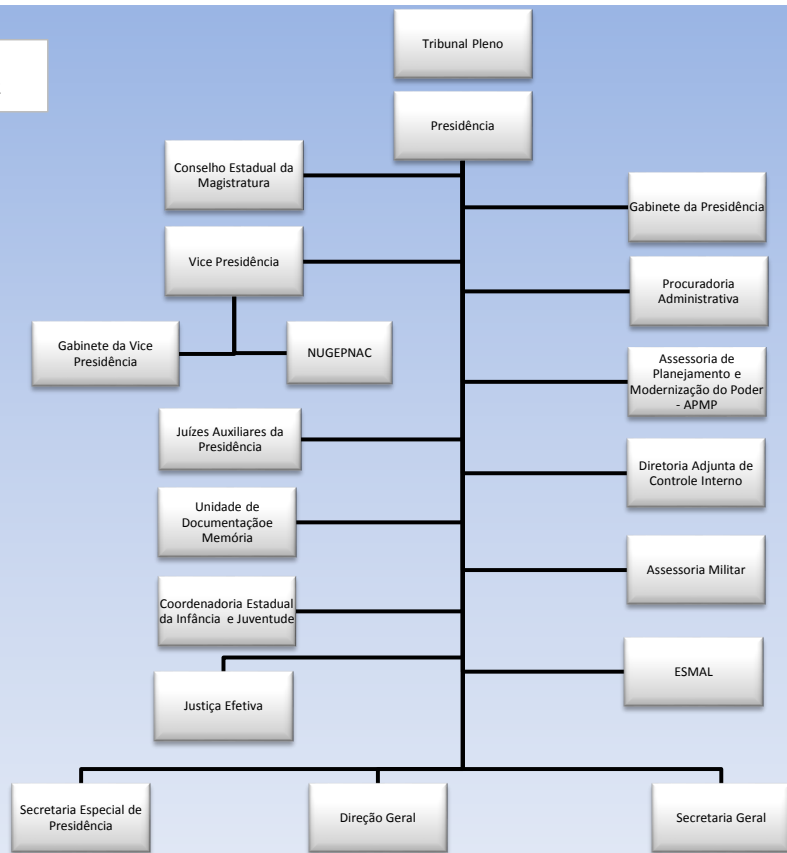 Tribunal Pleno
Presidência
Conselho Estadual da
Magistratura
Gabinete da Presidência
Vice Presidência
Procuradoria
Administrativa
Gabinete da Vice
Presidência
NUGEPNAC
Assessoria de
Planejamento e
Modernização do Poder
- APMP
Juízes Auxiliares da
Presidência
Diretoria Adjunta de
Controle Interno
Unidade de
Documentaçãoe
Memória
Assessoria Militar
Coordenadoria Estadual
da Infância e Juventude
ESMAL
Justiça Efetiva
Secretaria Especial de
Presidência
Direção Geral
Secretaria Geral